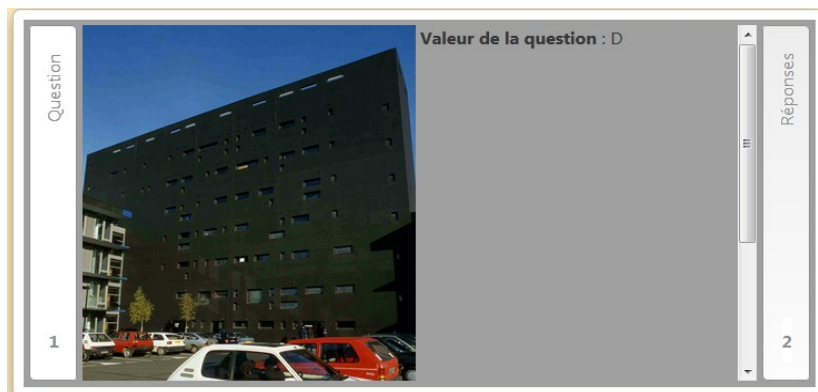 Question
1
Valeur de la question : D
Réponses
2